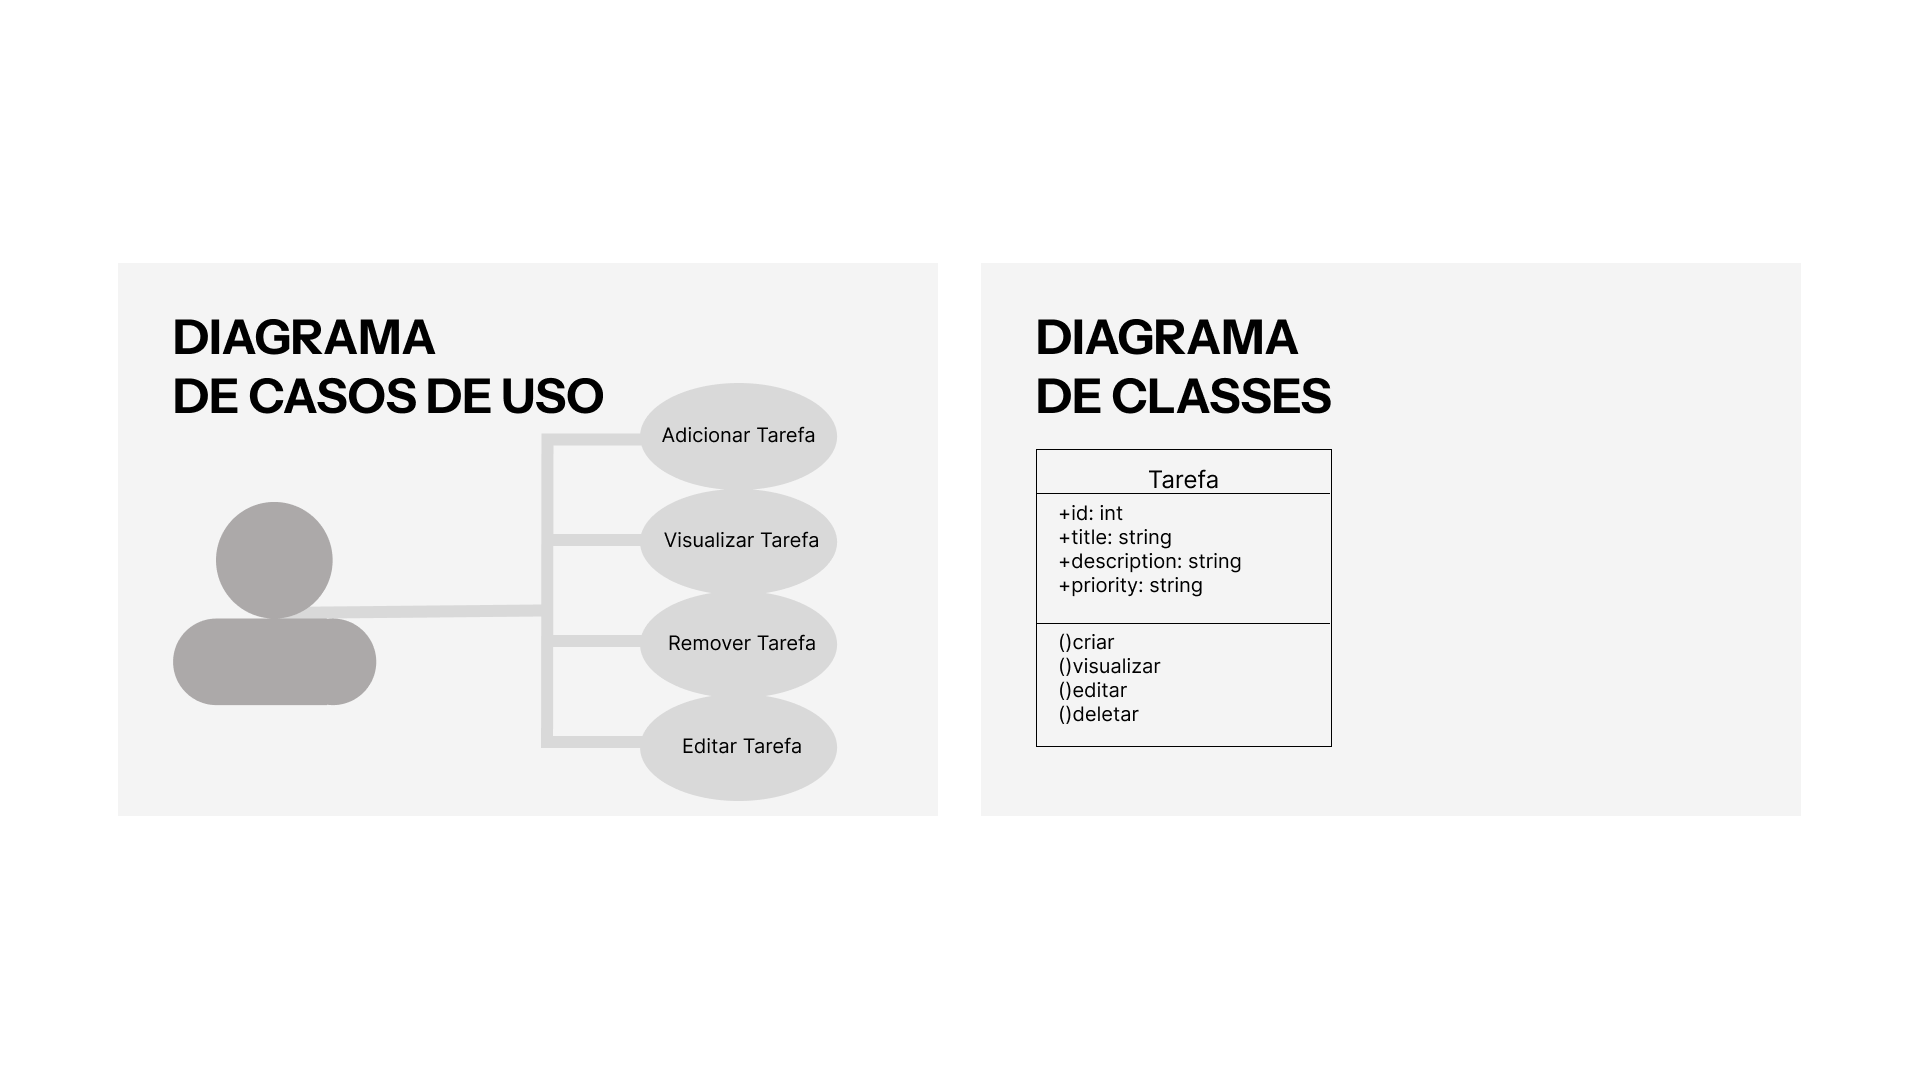 DIAGRAMA
DE CASOS DE USO
Adicionar Tarefa
Visualizar Tarefa
Remover Tarefa
Editar Tarefa
DIAGRAMA
DE CLASSES
Tarefa
+id: int
+title: string
+description: string
+priority: string
()criar
()visualizar
()editar
()deletar